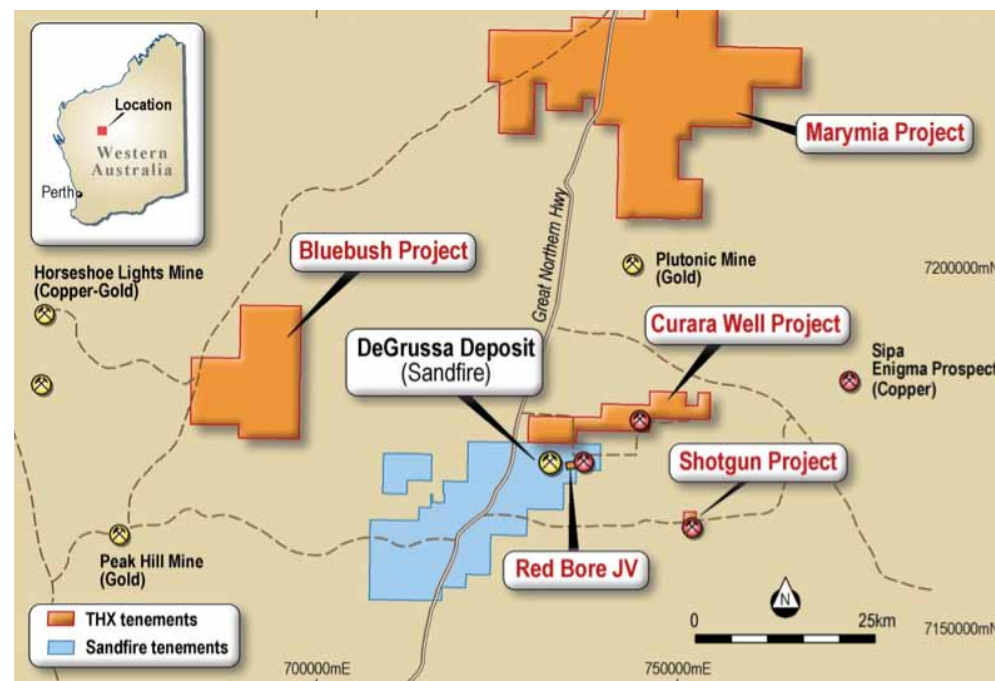 Location
Western
Australia
Perth
Marymia Project
Great Northern Hwy
Bluebush Project
Plutonic Mine
(Gold)
7200000mN
Horseshoe Lights Mine
(Copper-Gold)
Curara Well Project
DeGrussa Deposit
(Sandfire)
Sipa
Enigma Prospect
(Copper)
Shotgun Project
Red Bore JV
Peak Hill Mine
(Gold)
N
0
25km
THX tenements
Sandfire tenements
7150000mN
700000mE
750000mE